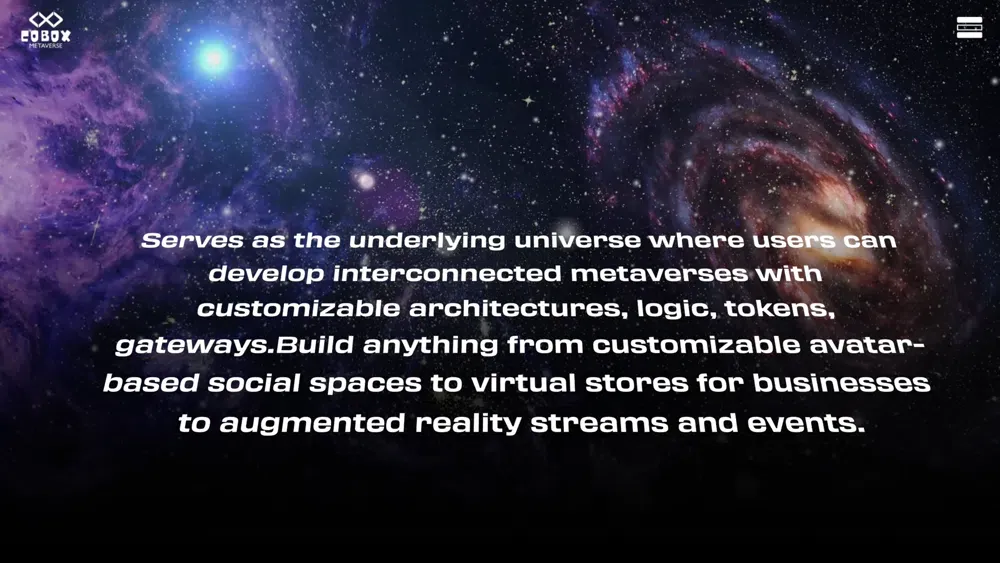 COBOX
METAVERSE
Serves as the underlying universe where users can
develop interconnected metaverses with
customizable architectures, logic, tokens,
gateways.Build anything from customizable avatar-
based social spaces to virtual stores for businesses
to augmented reality streams and events.